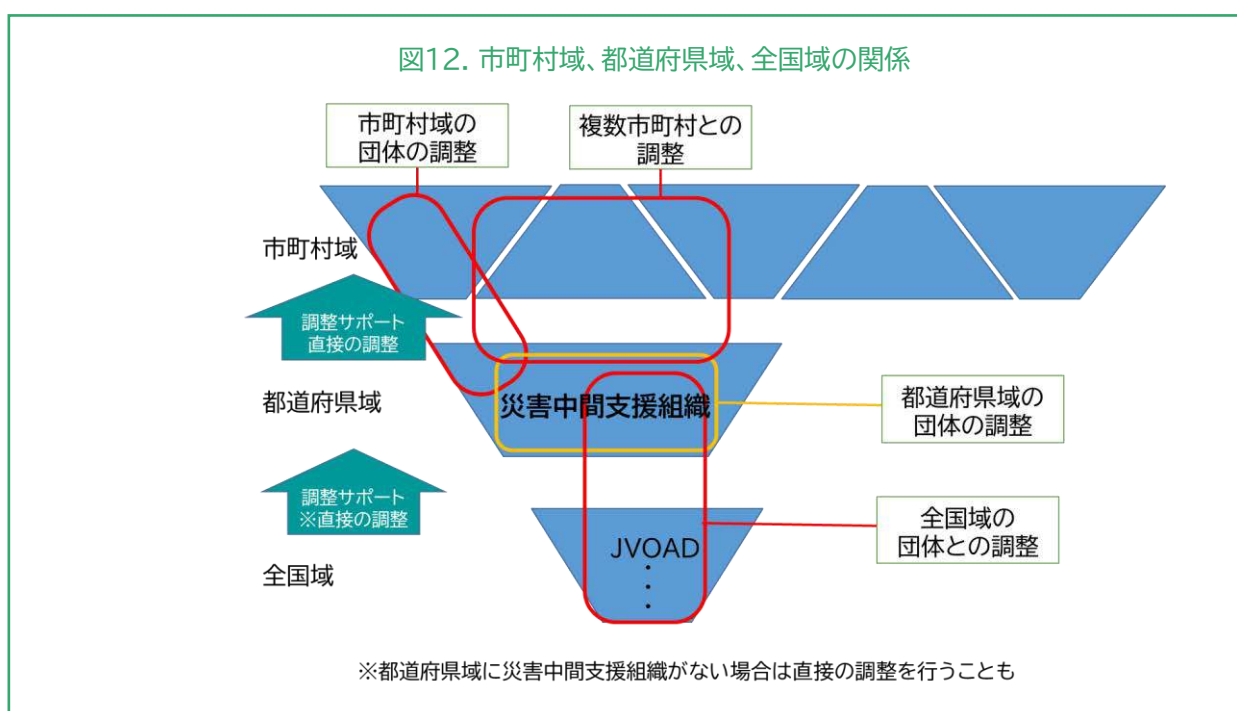 図12. 市町村域、都道府県域、全国域の関係
市町村域の
団体の調整
複数市町村との
調整
市町村域
調整サポート
直接の調整
都道府県域
災害中間支援組織
都道府県域の
団体の調整
調整サポート
※直接の調整
全国域の
団体との調整
JVOAD
・
・
・
全国域
※都道府県域に災害中間支援組織がない場合は直接の調整を行うことも